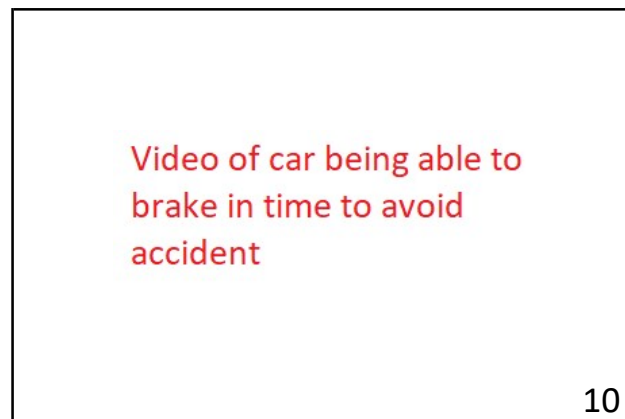 Video of car being able to
brake in time to avoid
accident
10